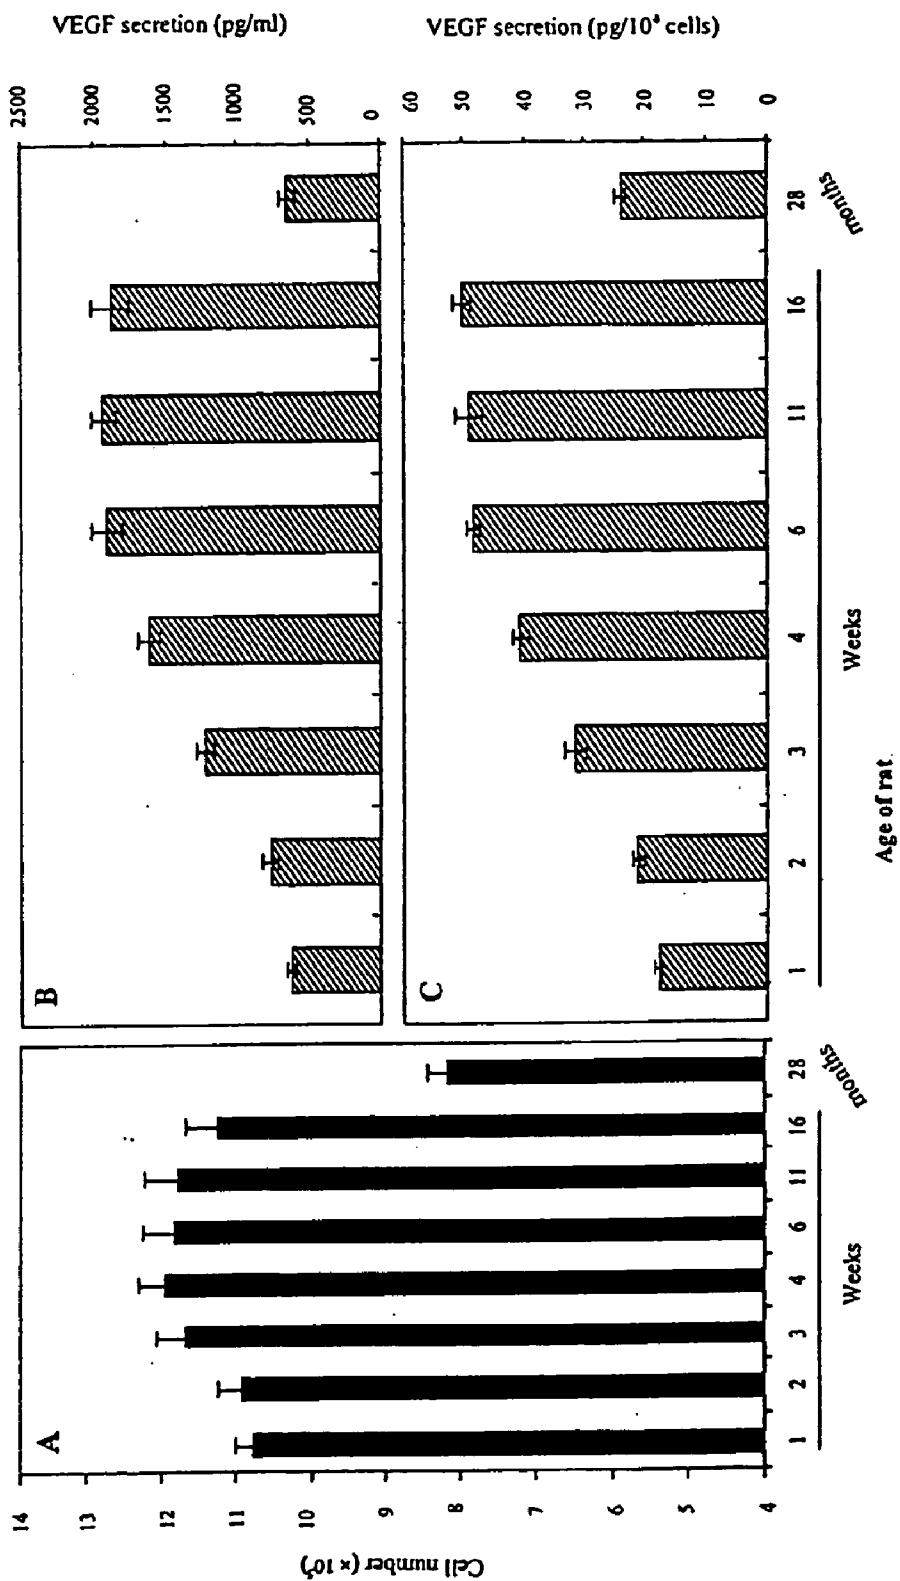 A
Cell number (× 10⁵)
14
13
12
11
10
9
8
7
6
5
4
1 2 3 4 6 11 16 28
Weeks
months
B
VEGF secretion (pg/ml)
2500
2000
1500
1000
500
0
C
VEGF secretion (pg/10³ cells)
60
50
40
30
20
10
0
1 2 3 4 6 11 16 28
Weeks
months
Age of rat